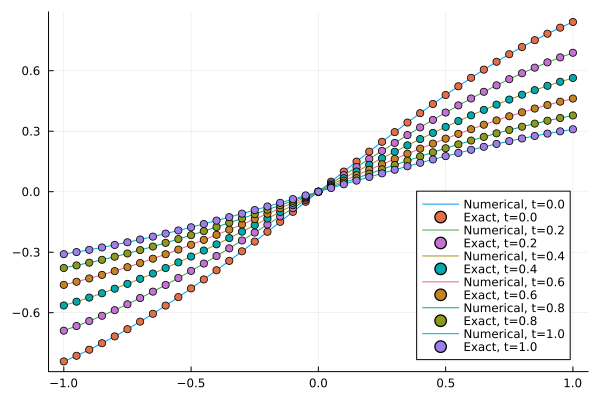 0.6
0.3
0.0
−0.3
−0.6
−1.0 −0.5 0.0 0.5 1.0
Numerical, t=0.0
Exact, t=0.0
Numerical, t=0.2
Exact, t=0.2
Numerical, t=0.4
Exact, t=0.4
Numerical, t=0.6
Exact, t=0.6
Numerical, t=0.8
Exact, t=0.8
Numerical, t=1.0
Exact, t=1.0